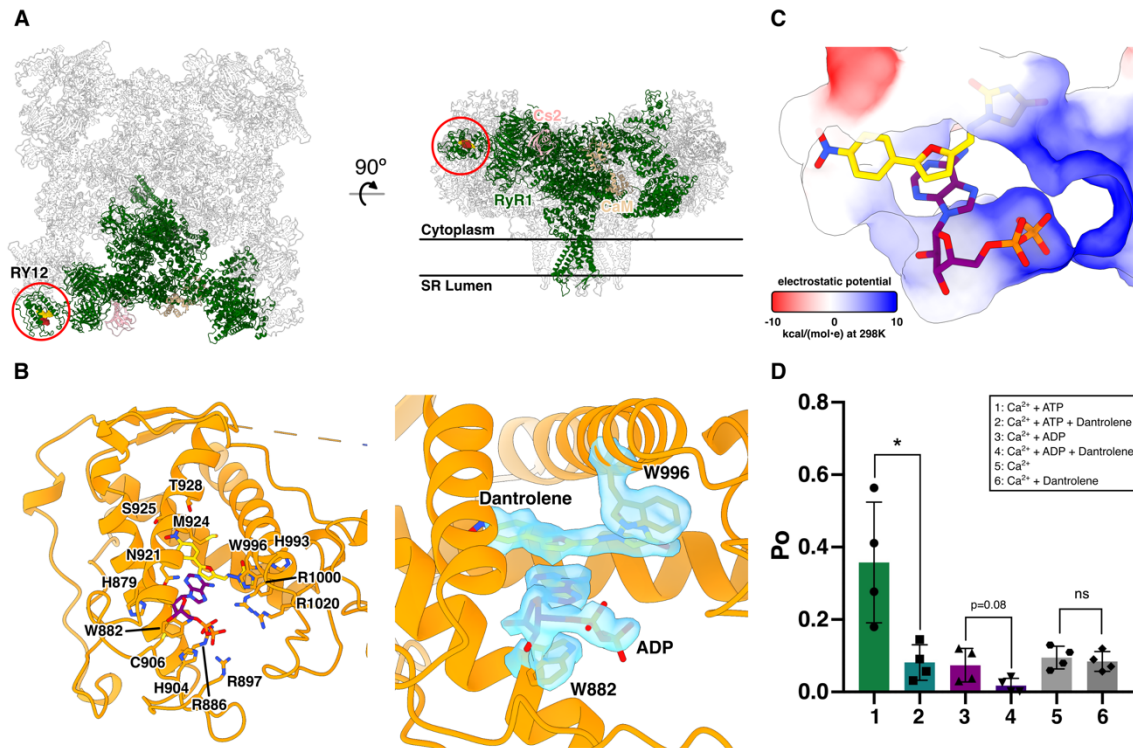 A
RY12
90º
Cs2
RyR1
CaM
Cytoplasm
SR Lumen
B
T928
S925
M924
N921
W996
H993
H879
R1000
R1020
W882
C906
R897
H904
R886
W996
Dantrolene
ADP
W882
C
electrostatic potential
-10 0 10
kcal/(mol·e) at 298K
D
1: Ca²⁺ + ATP
2: Ca²⁺ + ATP + Dantrolene
3: Ca²⁺ + ADP
4: Ca²⁺ + ADP + Dantrolene
5: Ca²⁺
6: Ca²⁺ + Dantrolene
Po
0.8
0.6
0.4
0.2
0.0
*
p=0.08
ns
1 2 3 4 5 6